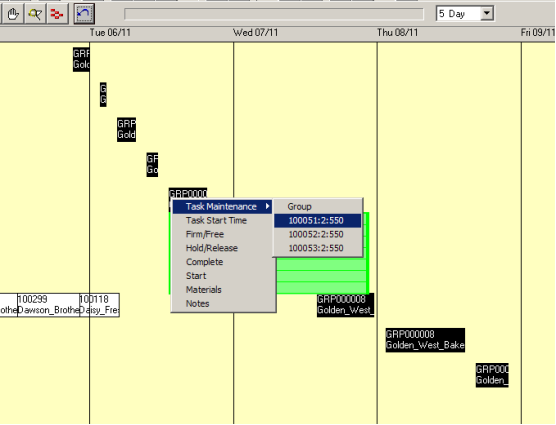 5 Day
Tue 06/11
Wed 07/11
Thu 08/11
Fri 09/11
GRP
Gold
G
G
GRP
Gold
GF
Go
GRP0000
Task Maintenance
Task Start Time
Firm/Free
Hold/Release
Complete
Start
Materials
Notes
Group
100051:2:550
100052:2:550
100053:2:550
100299
100118
othe
Dawson_Brothe
Daisy_Fre
GRP000008
Golden_West_
GRP000008
Golden_West_Bake
GRP000
Golden_